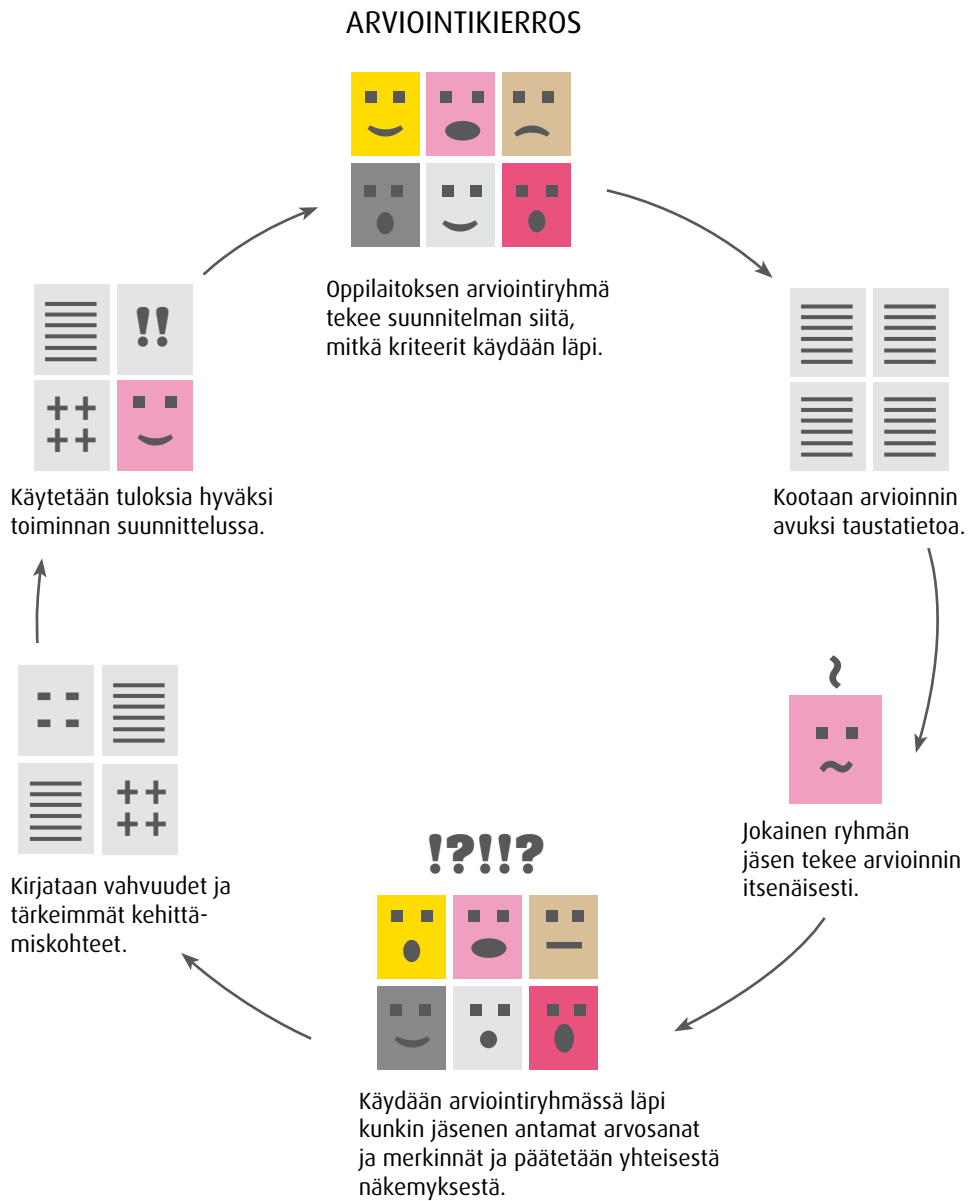 ARVIOINTIKIERROS
Oppilaitoksen arviointiryhmä
tekee suunnitelman siitä,
mitkä kriteerit käydään läpi.
Kootaan arvioinnin
avuksi taustatietoa.
~
Jokainen ryhmän
jäsen tekee arvioinnin
itsenäisesti.
!?!!?
Käydään arviointiryhmässä läpi
kunkin jäsenen antamat arvosanat
ja merkinnät ja päätetään yhteisestä
näkemyksestä.
- -
- -
++
++
Kirjataan vahvuudet ja
tärkeimmät kehittä-
miskohteet.
!!
++
++
Käytetään tuloksia hyväksi
toiminnan suunnittelussa.